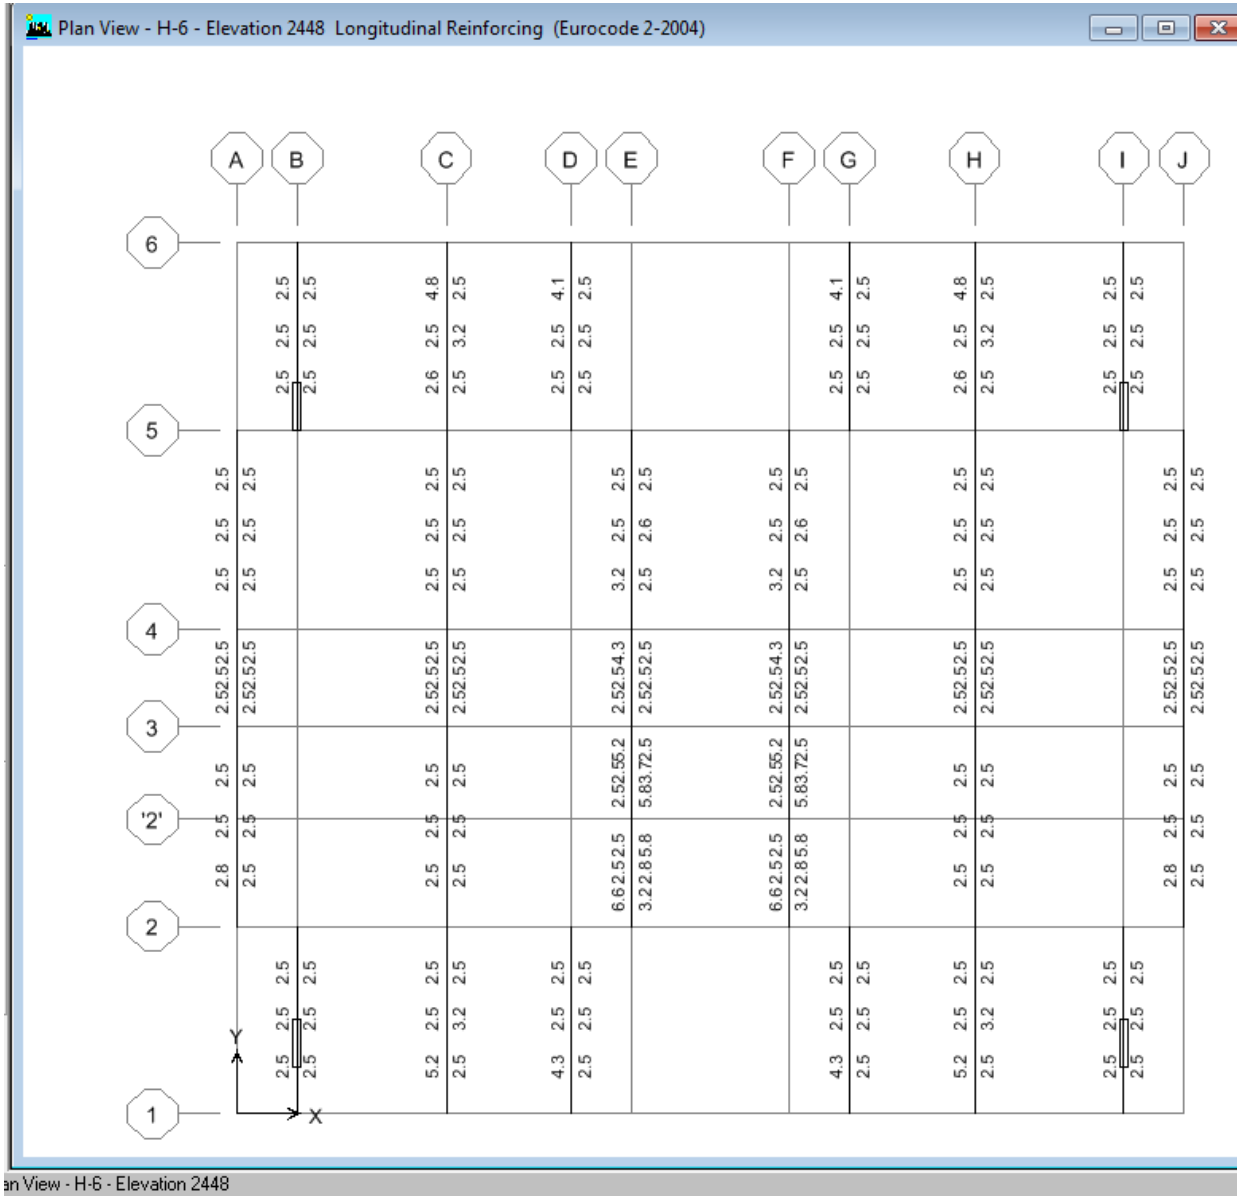 Plan View - H-6 - Elevation 2448 Longitudinal Reinforcing (Eurocode 2-2004)
A B C D E F G H I J
6
2.5 2.5 4.8 2.5 4.1 2.5 4.1 2.5 4.8 2.5 2.5 2.5
2.5 2.5 2.5 3.2 2.5 2.5 2.5 2.5 2.5 3.2 2.5 2.5
2.5 2.5 2.6 2.5 2.5 2.5 2.5 2.5 2.6 2.5 2.5 2.5
5
2.5 2.5 2.5 2.5 2.5 2.5 2.5 2.5 2.5 2.5 2.5 2.5
2.5 2.5 2.5 2.5 2.5 2.6 2.5 2.6 2.5 2.5 2.5 2.5
2.5 2.5 2.5 2.5 3.2 2.5 3.2 2.5 2.5 2.5 2.5 2.5
4
2.52.52.5 2.52.52.5 2.52.52.5 2.52.52.5 2.52.54.3 2.52.52.5 2.52.54.3 2.52.52.5 2.52.52.5 2.52.52.5 2.52.52.5 2.52.52.5
3
2.5 2.5 2.5 2.5 2.52.55.2 5.83.72.5 2.52.55.2 5.83.72.5 2.5 2.5 2.5 2.5
'2'
2.5 2.5 2.5 2.5 2.5 2.5 2.5 2.5
2.8 2.5 2.5 2.5 6.62.52.5 3.22.85.8 6.62.52.5 3.22.85.8 2.5 2.5 2.8 2.5
2
2.5 2.5 2.5 2.5 2.5 2.5 2.5 2.5 2.5 2.5 2.5 2.5
2.5 2.5 2.5 3.2 2.5 2.5 2.5 2.5 2.5 3.2 2.5 2.5
Y
2.5 2.5 5.2 2.5 4.3 2.5 4.3 2.5 5.2 2.5 2.5 2.5
1
X
an View - H-6 - Elevation 2448